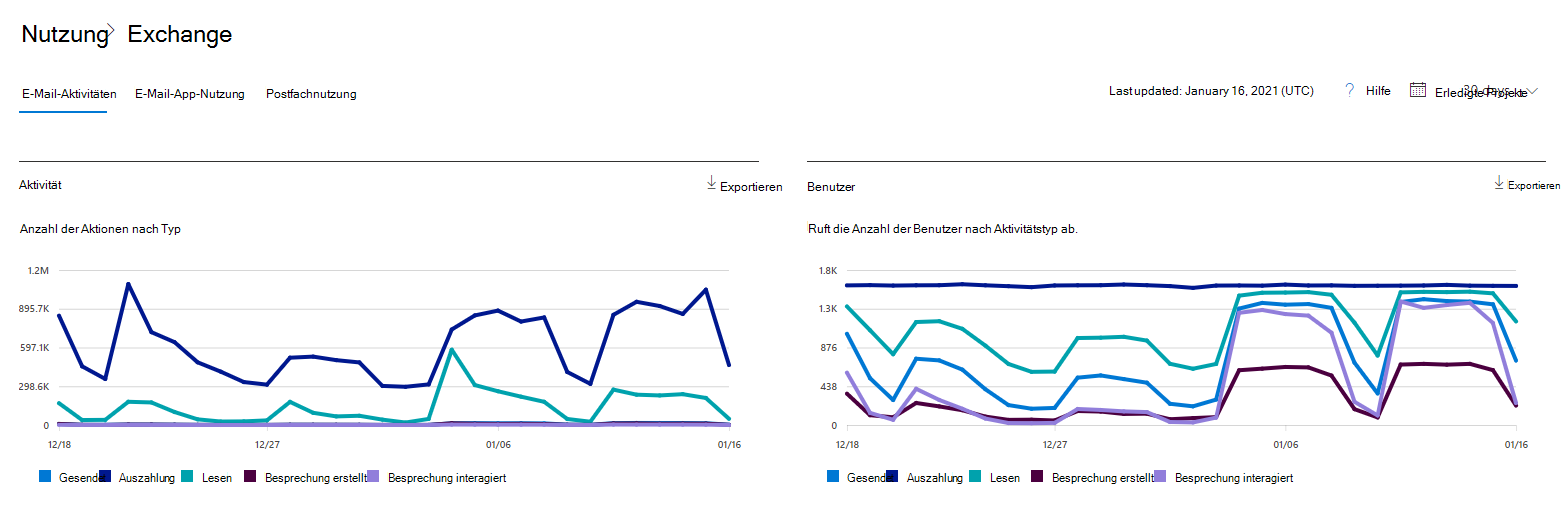 Nutzung Exchange
E-Mail-Aktivitäten E-Mail-App-Nutzung Postfachnutzung
Last updated: January 16, 2021 (UTC) ? Hilfe Erledigte Projekte 30 days
Aktivität Exportieren
Anzahl der Aktionen nach Typ
1.2M
895.7K
597.1K
298.6K
0
12/18 12/27 01/06 01/16
Gesendet Auszahlung Lesen Besprechung erstellt Besprechung interagiert
Benutzer Exportieren
Ruft die Anzahl der Benutzer nach Aktivitätstyp ab.
1.8K
1.3K
876
438
0
12/18 12/27 01/06 01/16
Gesendet Auszahlung Lesen Besprechung erstellt Besprechung interagiert